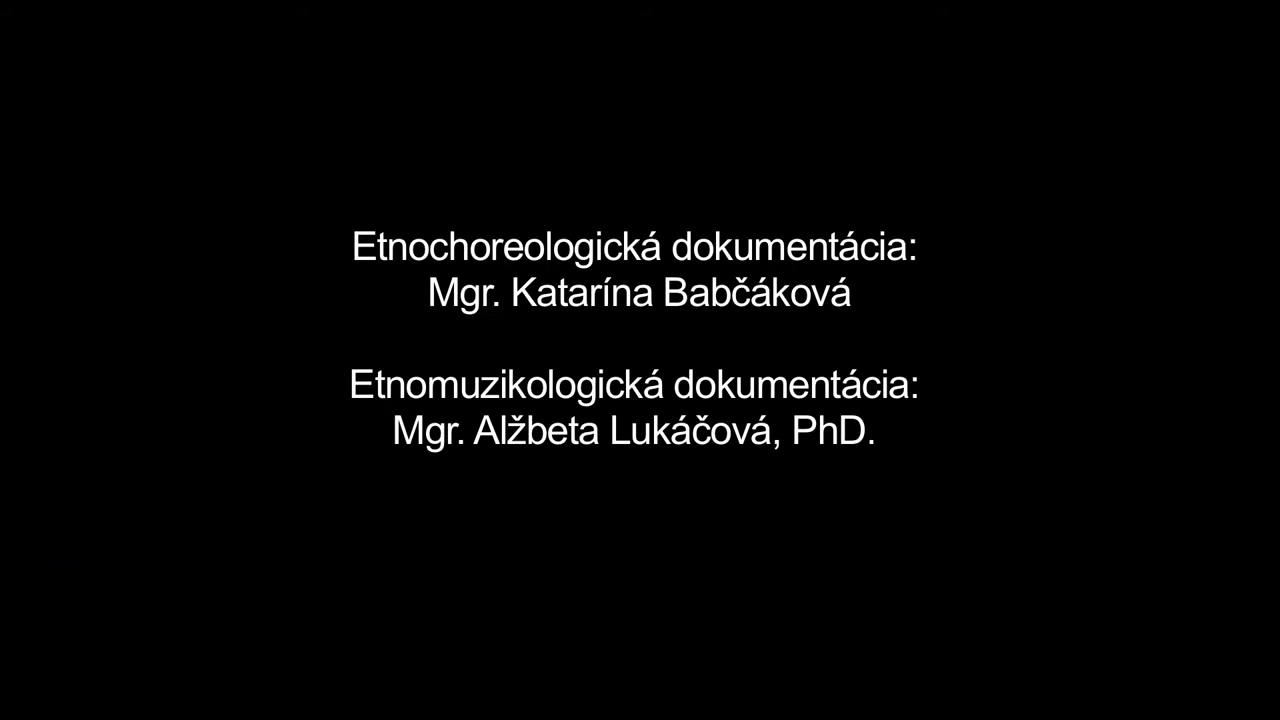 Etnochoreologická dokumentácia:
Mgr. Katarína Babčáková
Etnomuzikologická dokumentácia:
Mgr. Alžbeta Lukáčová, PhD.